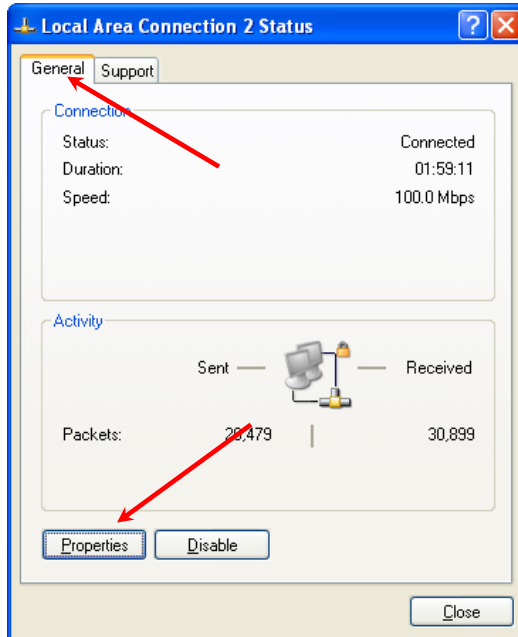 Local Area Connection 2 Status
General Support
Connection
Status: Connected
Duration: 01:59:11
Speed: 100.0 Mbps
Activity
Sent Received
Packets: 30,899
Properties Disable
Close